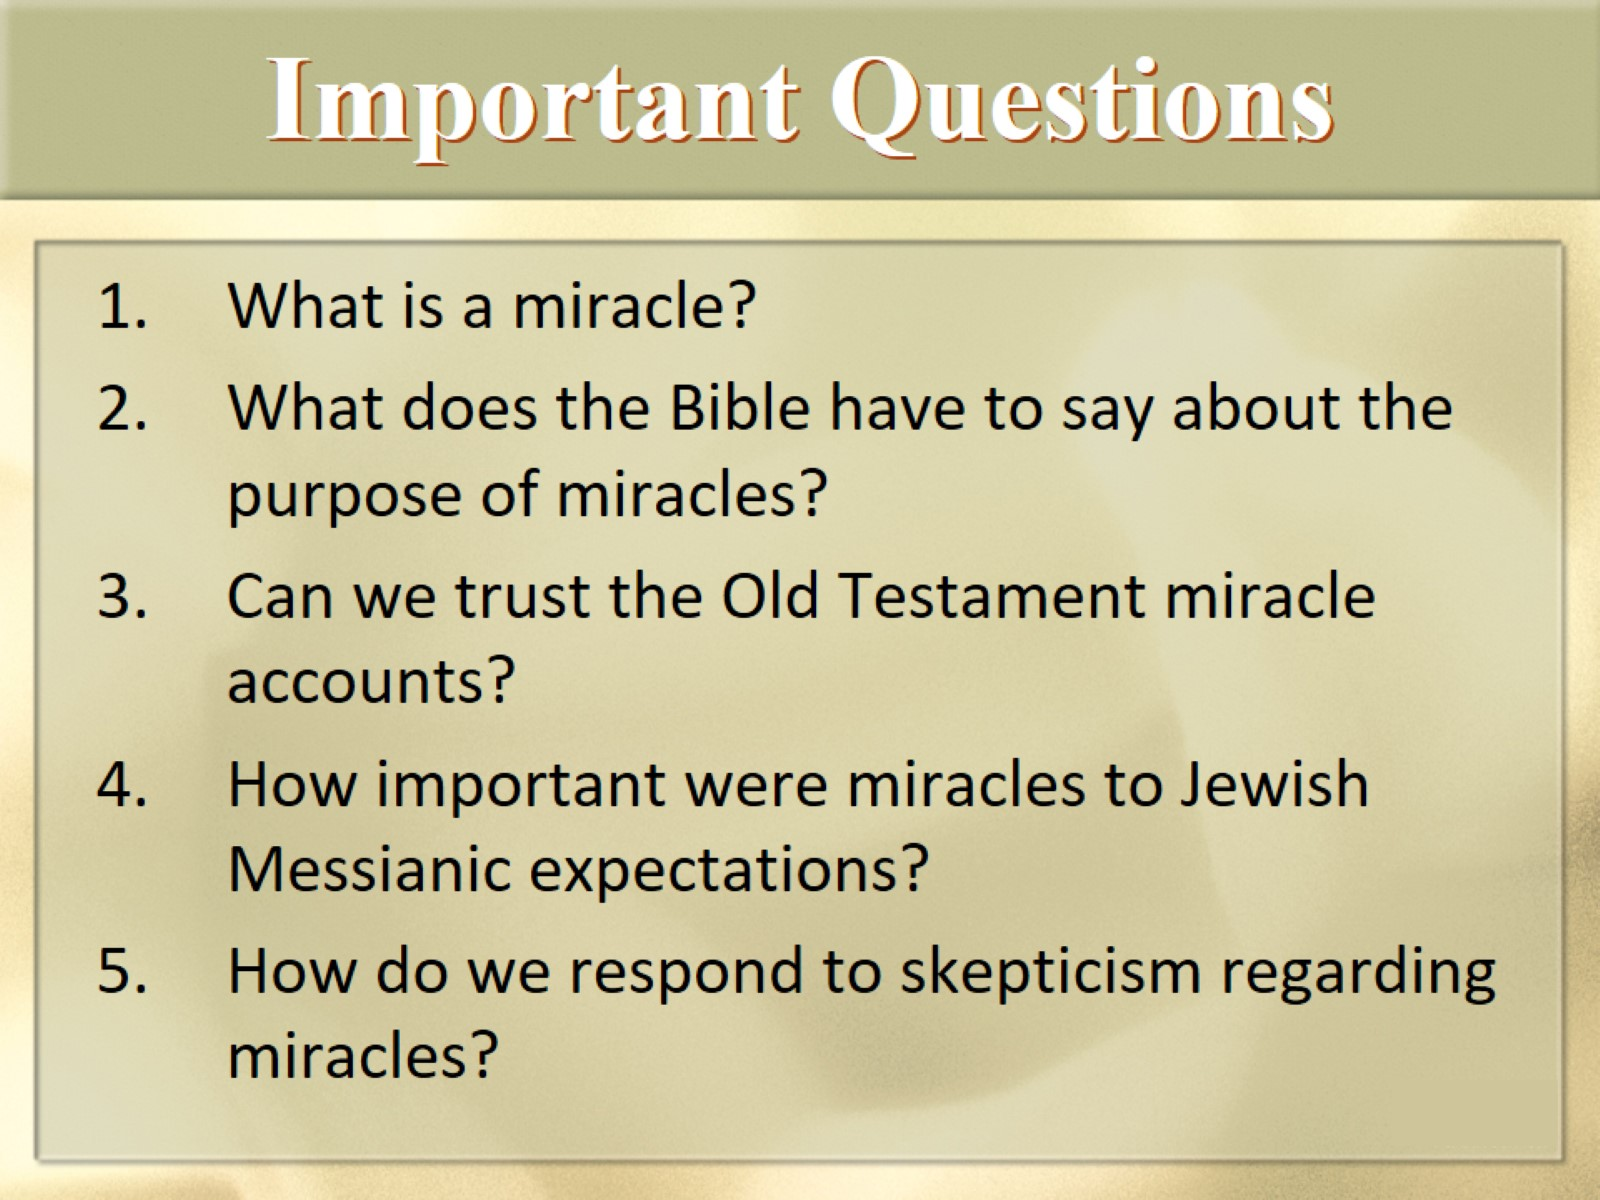 Important Questions
1. What is a miracle?
2. What does the Bible have to say about the
purpose of miracles?
3. Can we trust the Old Testament miracle
accounts?
4. How important were miracles to Jewish
Messianic expectations?
5. How do we respond to skepticism regarding
miracles?